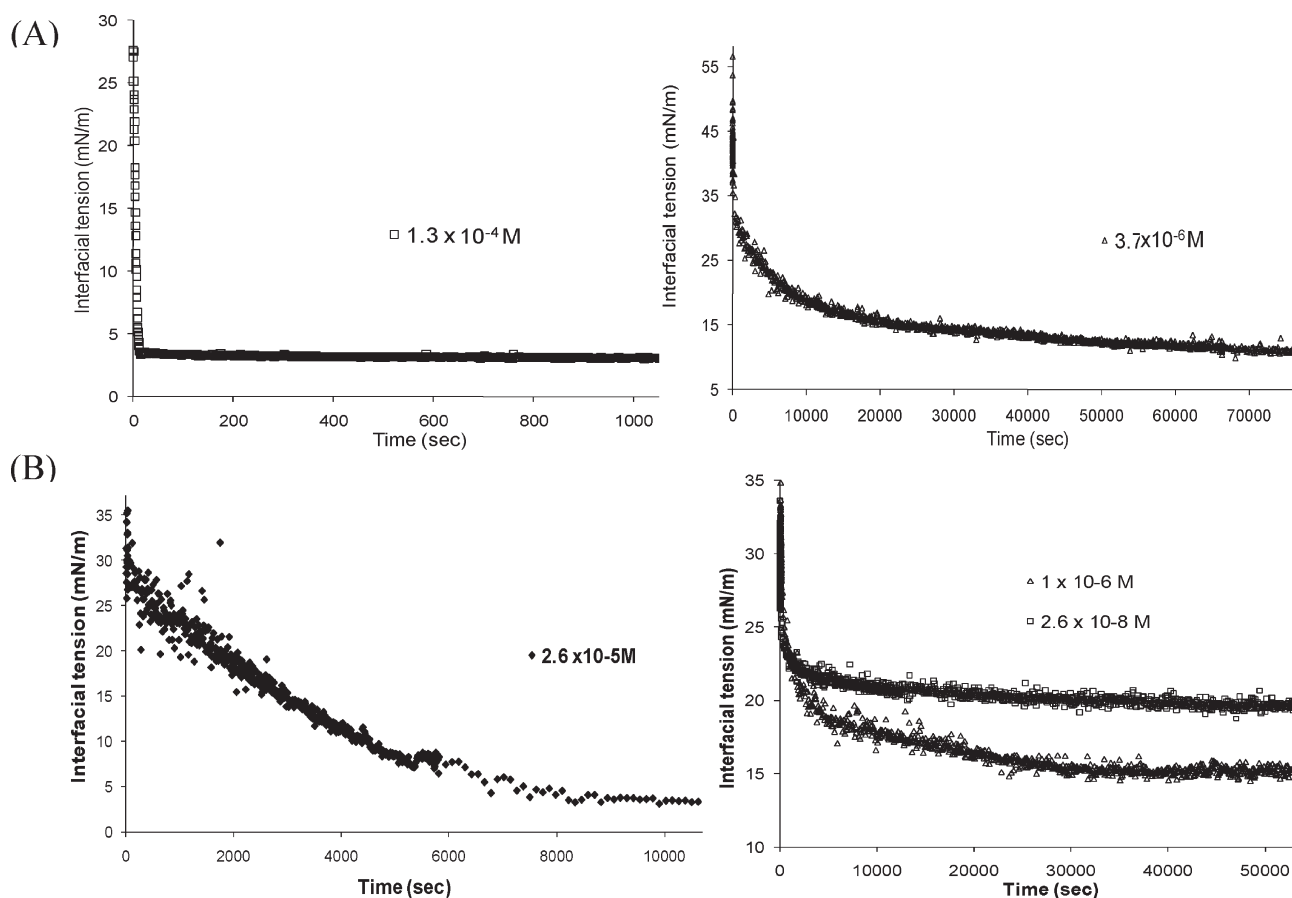 (A)
30
25
20
15
10
5
0
Interfacial tension (mN/m)
1.3 x 10-4 M
0 200 400 600 800 1000
Time (sec)
55
45
35
25
15
5
Interfacial tension (mN/m)
3.7x10-6M
0 10000 20000 30000 40000 50000 60000 70000
Time (sec)
(B)
35
30
25
20
15
10
5
0
Interfacial tension (mN/m)
2.6 x10-5M
0 2000 4000 6000 8000 10000
Time (sec)
35
30
25
20
15
10
Interfacial tension (mN/m)
1 x 10-6 M
2.6 x 10-8 M
0 10000 20000 30000 40000 50000
Time (sec)